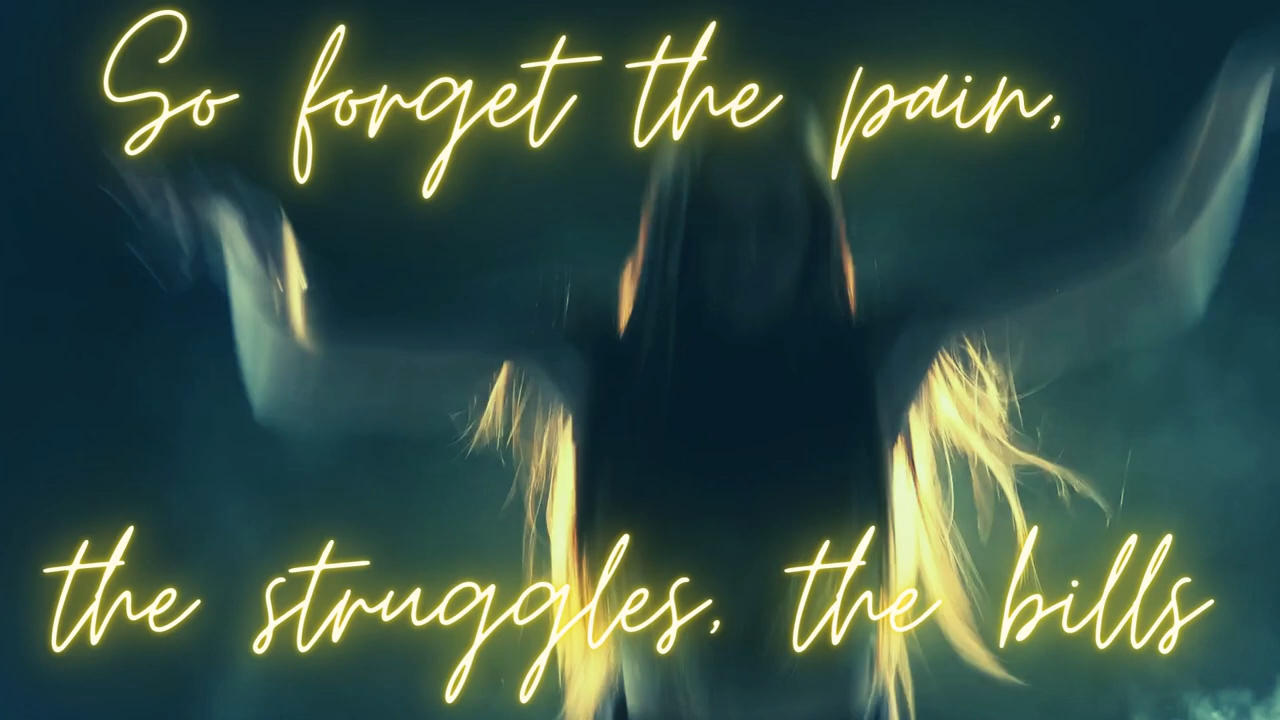 So forget the pain,
the struggles, the bills